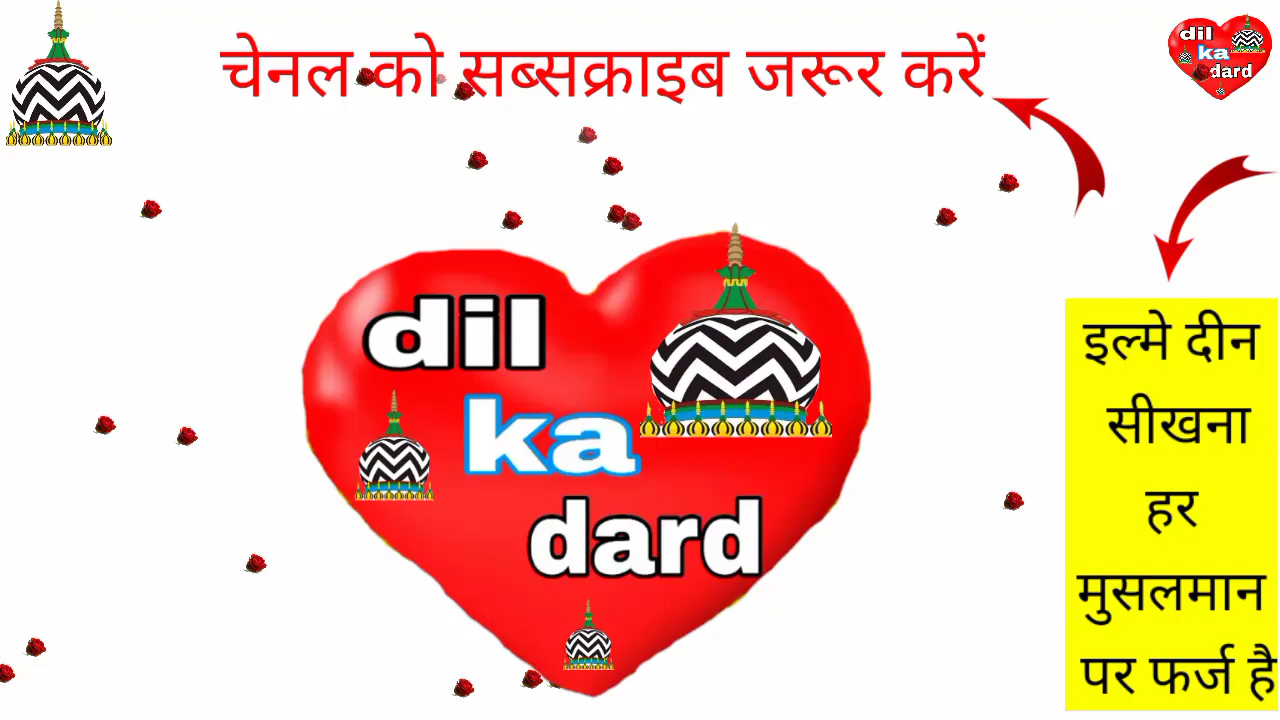 चेनल को सब्सक्राइब जरूर करें
dil
ka
dard
dil
ka
dard
इल्मे दीन
सीखना
हर
मुसलमान
पर फर्ज है